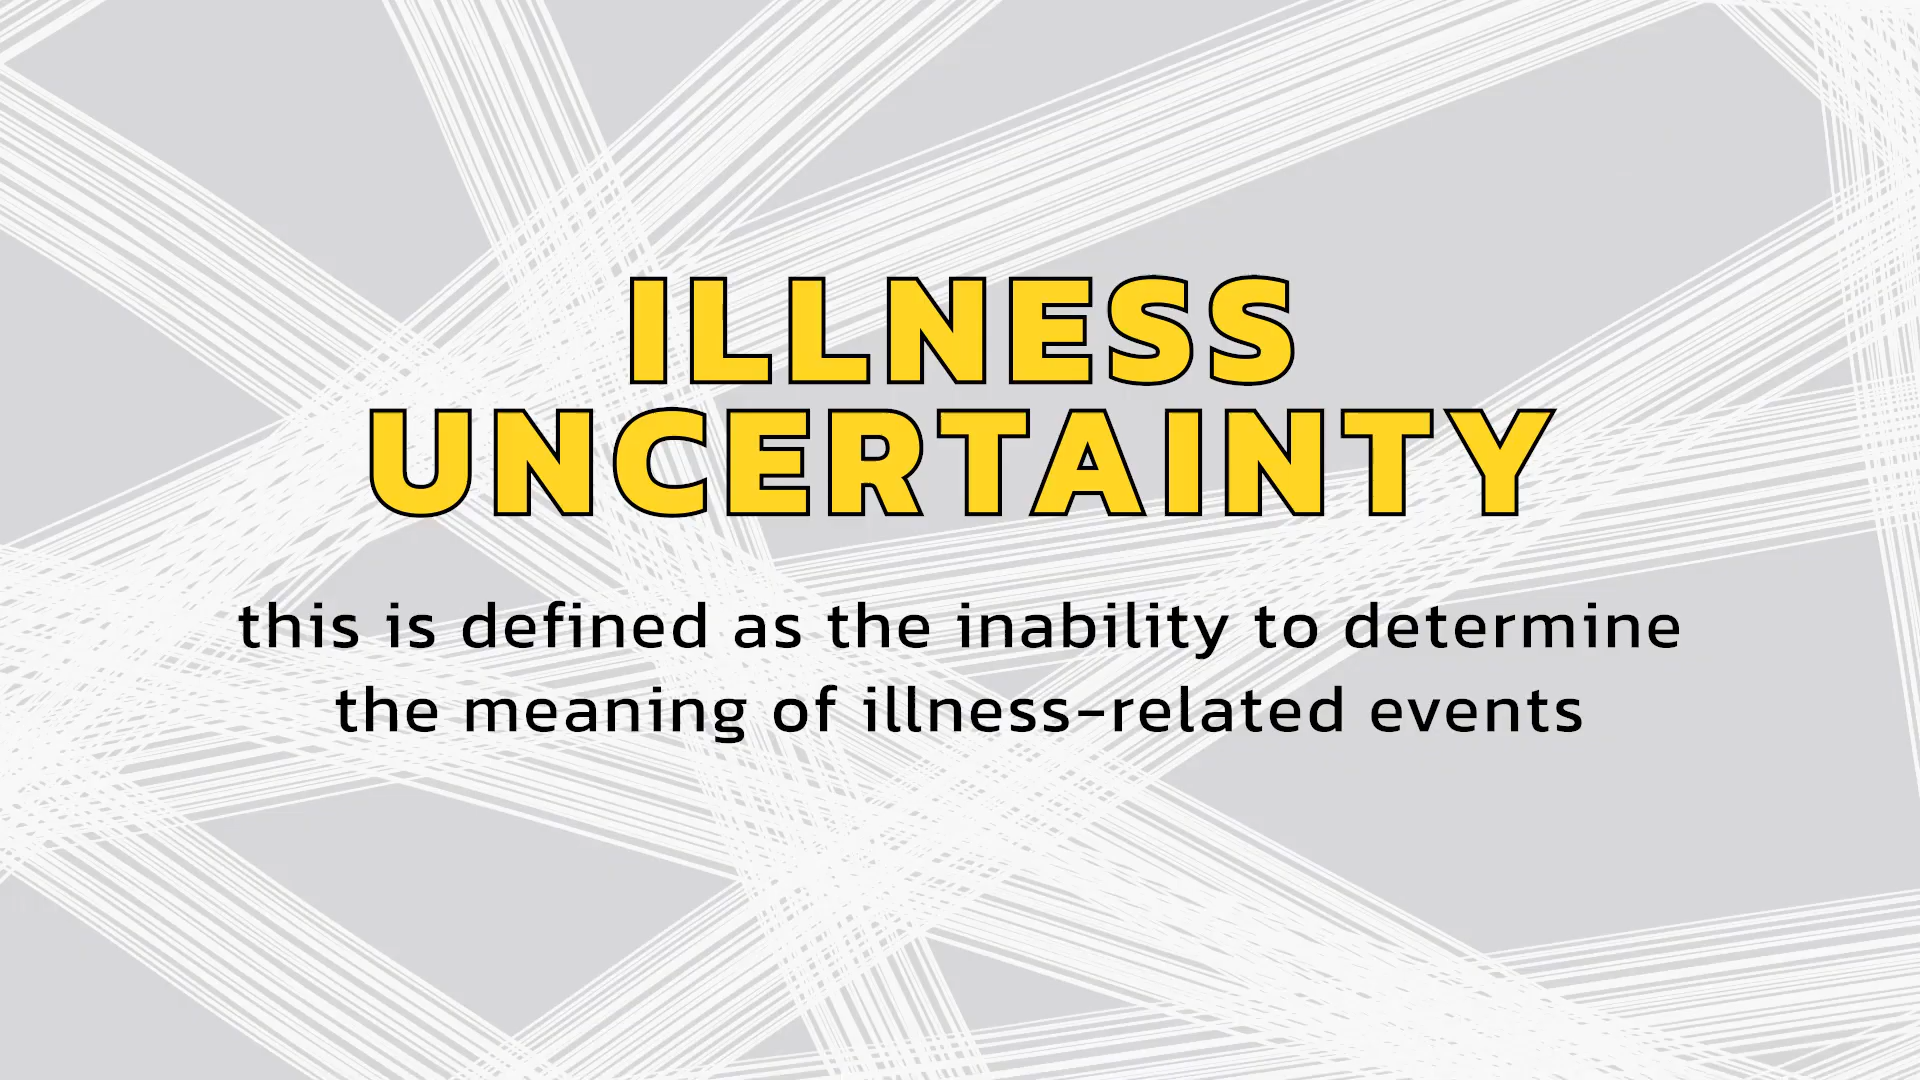 ILLNESS
UNCERTAINTY
this is defined as the inability to determine
the meaning of illness-related events